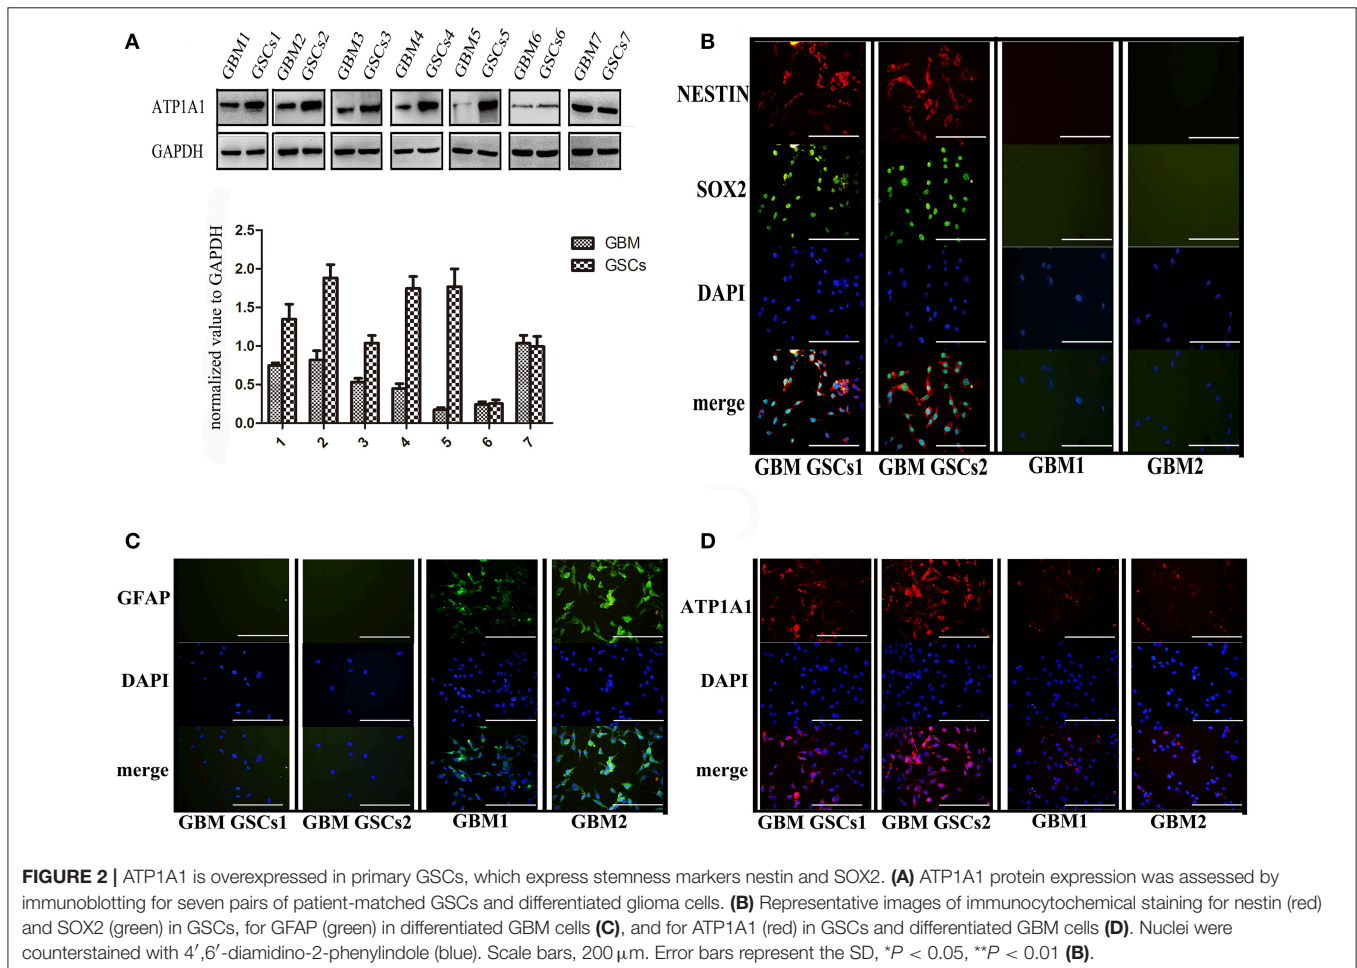 A
GBM1 GSCs1 GBM2 GSCs2 GBM3 GSCs3 GBM4 GSCs4 GBM5 GSCs5 GBM6 GSCs6 GBM7 GSCs7
ATP1A1
GAPDH
normalized value to GAPDH
2.5
2.0
1.5
1.0
0.5
0.0
1 2 3 4 5 6 7
GBM
GSCs
B
NESTIN
SOX2
DAPI
merge
GBM GSCs1 GBM GSCs2 GBM1 GBM2
C
GFAP
DAPI
merge
GBM GSCs1 GBM GSCs2 GBM1 GBM2
D
ATP1A1
DAPI
merge
GBM GSCs1 GBM GSCs2 GBM1 GBM2
FIGURE 2 | ATP1A1 is overexpressed in primary GSCs, which express stemness markers nestin and SOX2. (A) ATP1A1 protein expression was assessed by
immunoblotting for seven pairs of patient-matched GSCs and differentiated glioma cells. (B) Representative images of immunocytochemical staining for nestin (red)
and SOX2 (green) in GSCs, for GFAP (green) in differentiated GBM cells (C), and for ATP1A1 (red) in GSCs and differentiated GBM cells (D). Nuclei were
counterstained with 4′,6′-diamidino-2-phenylindole (blue). Scale bars, 200 μm. Error bars represent the SD, *P < 0.05, **P < 0.01 (B).